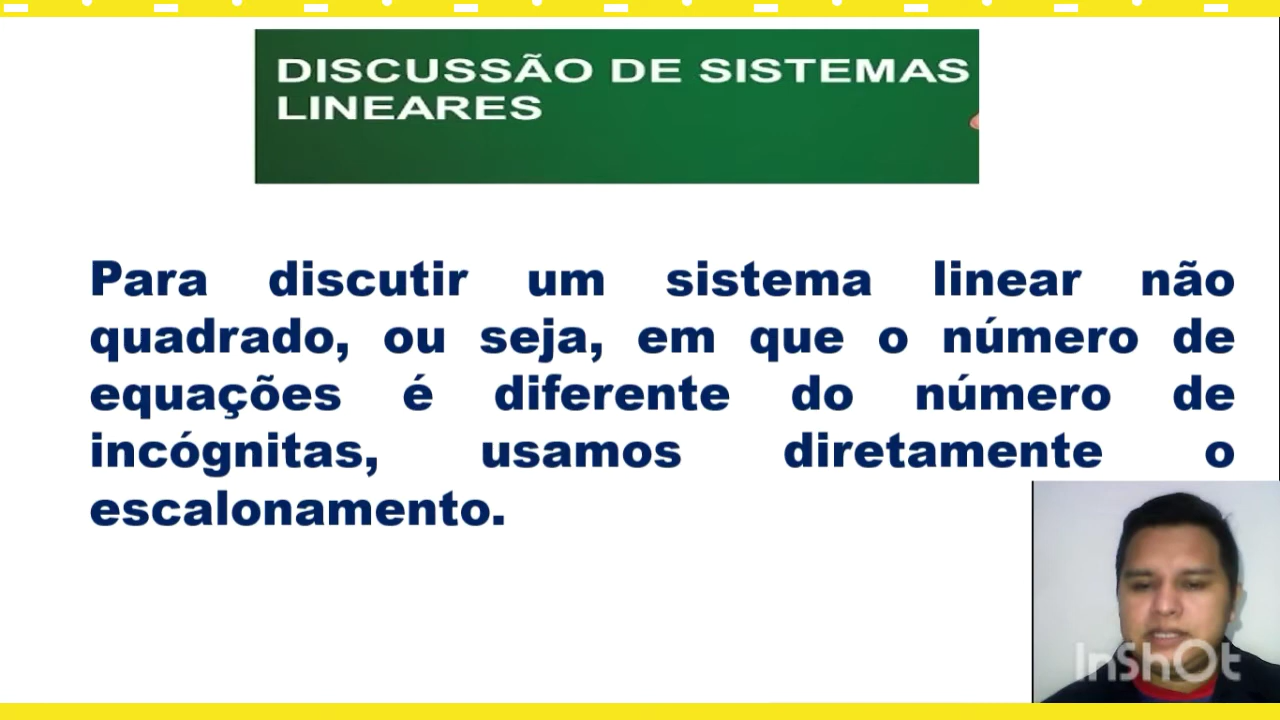 DISCUSSÃO DE SISTEMAS
LINEARES
Para discutir um sistema linear não
quadrado, ou seja, em que o número de
equações é diferente do número de
incógnitas, usamos diretamente o
escalonamento.
InShOt